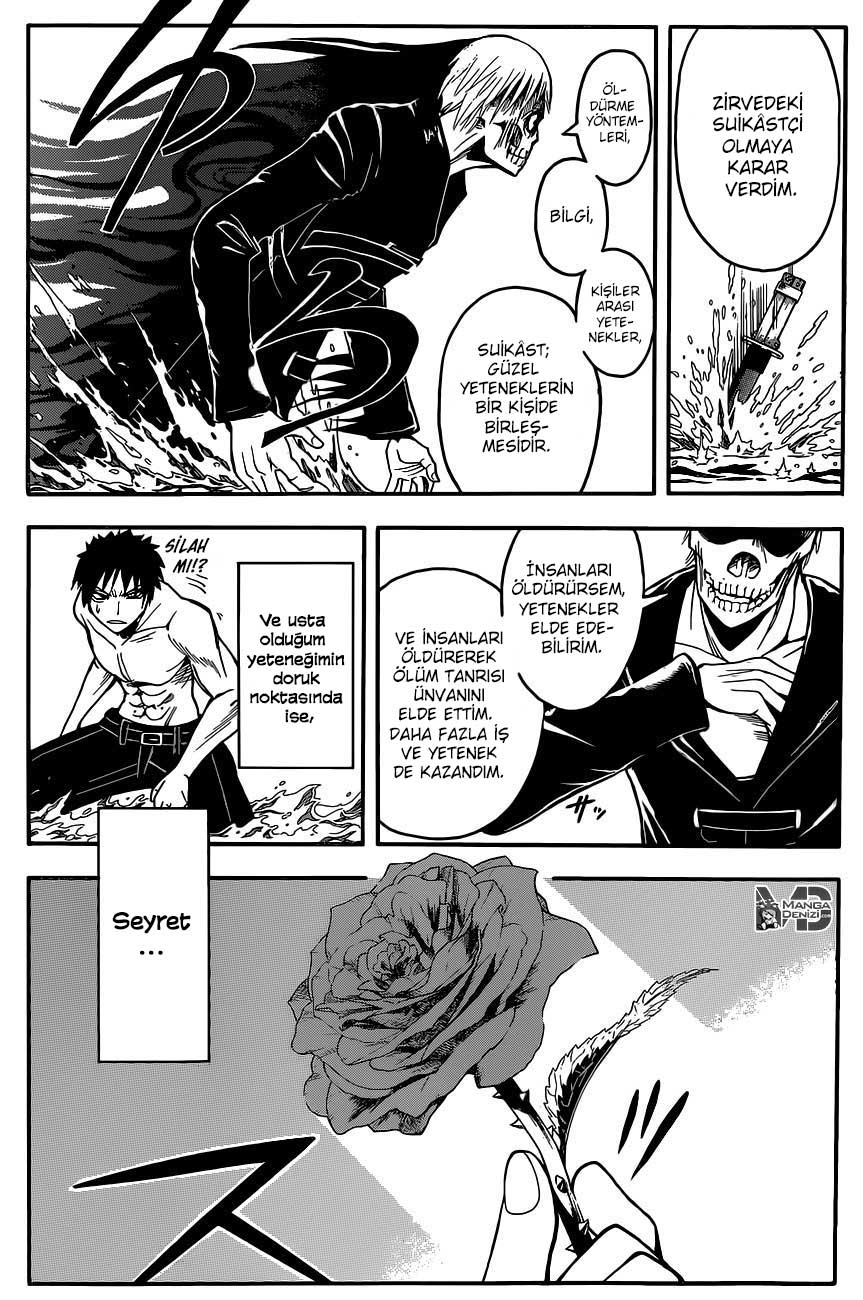 ZİRVEDEKİ
SUİKÂSTÇİ
OLMAYA
KARAR
VERDİM.
ÖL-
DÜRME
YÖNTEM-
LERİ,
BİLGİ,
KİŞİLER
ARASI
YETE-
NEKLER,
SUİKÂST;
GÜZEL
YETENEKLERİN
BİR KİŞİDE
BİRLEŞ-
MESİDİR.
İNSANLARI
ÖLDÜRÜRSEM,
YETENEKLER
ELDE EDE-
BİLİRİM.
VE İNSANLARI
ÖLDÜREREK
ÖLÜM TANRISI
ÜNVANINI
ELDE ETTİM.
DAHA FAZLA İŞ
VE YETENEK
DE KAZANDIM.
サッ
SİLAH
MI!?
Ve usta
olduğum
yeteneğimin
doruk
noktasında
ise,
Seyret
...
MANGA
DENİZİ
ス